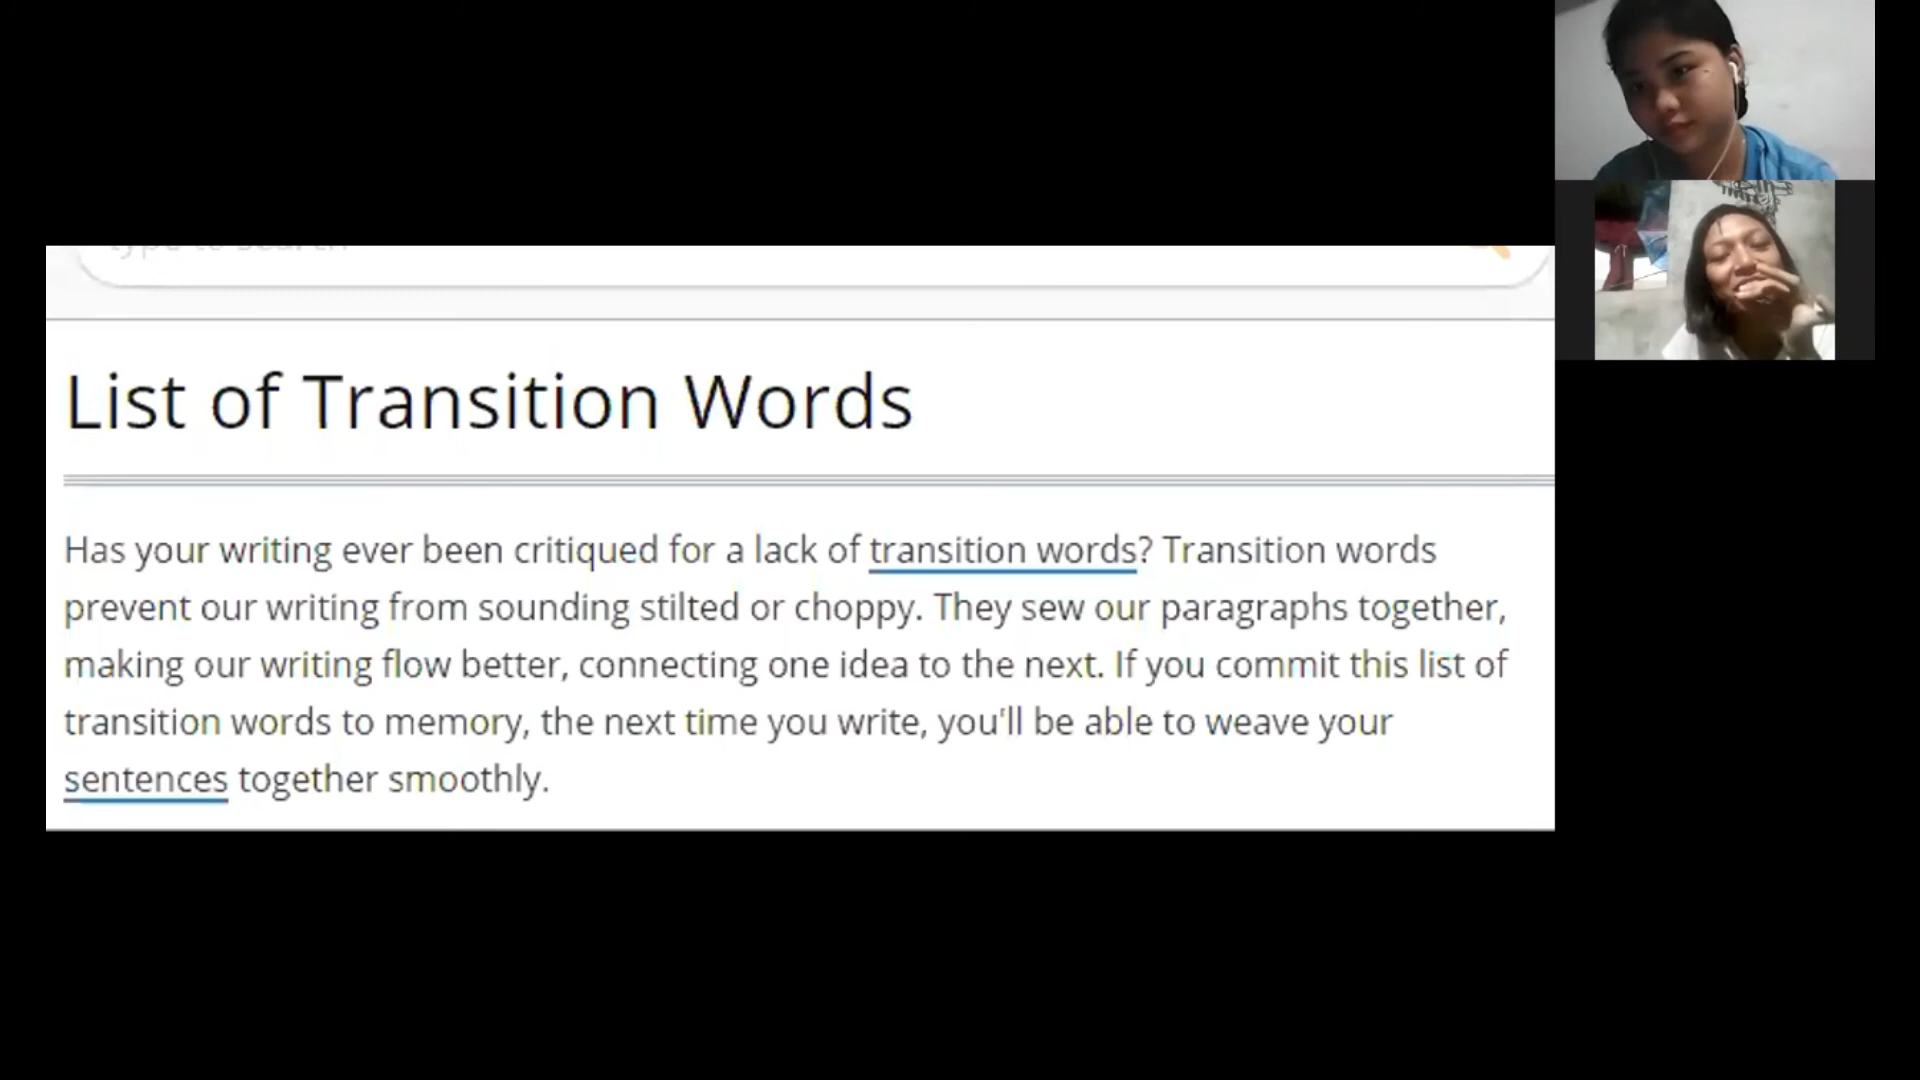 type to search
List of Transition Words
Has your writing ever been critiqued for a lack of transition words? Transition words
prevent our writing from sounding stilted or choppy. They sew our paragraphs together,
making our writing flow better, connecting one idea to the next. If you commit this list of
transition words to memory, the next time you write, you'll be able to weave your
sentences together smoothly.